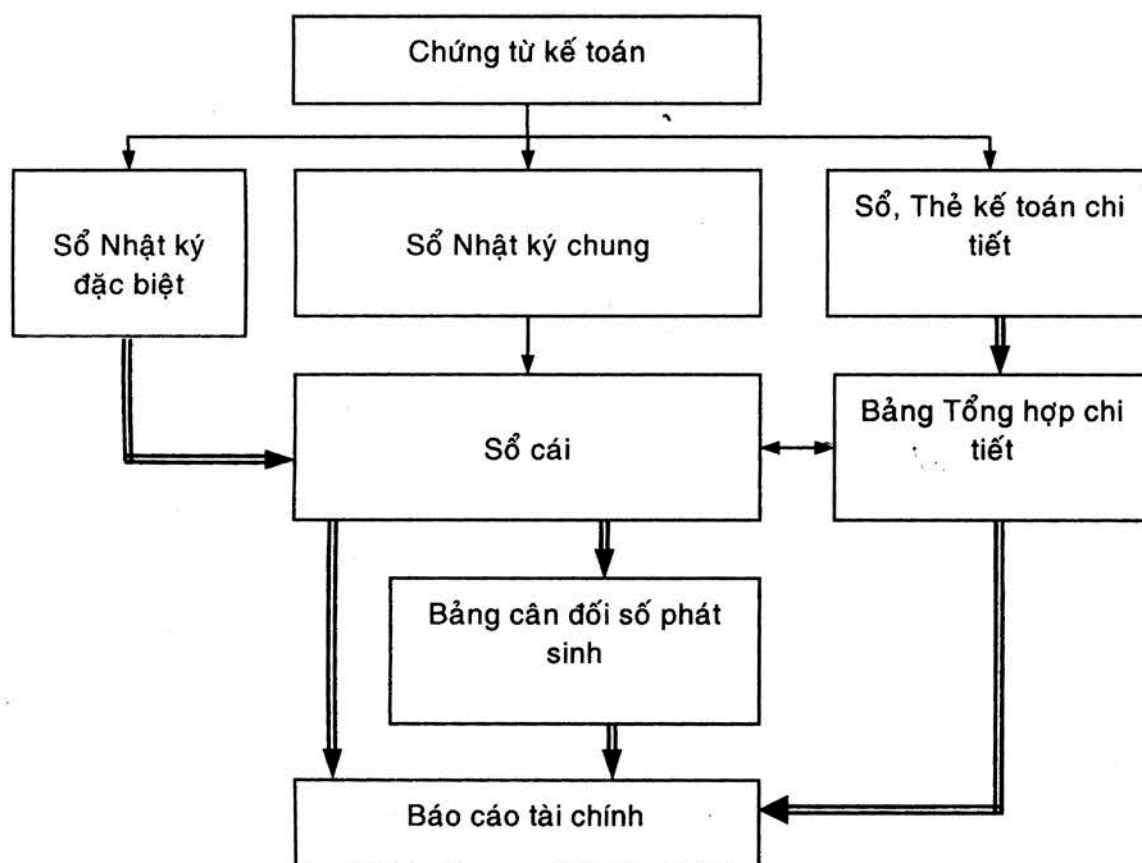 Chứng từ kế toán
Sổ Nhật ký
đặc biệt
Sổ Nhật ký chung
Sổ, Thẻ kế toán chi
tiết
Sổ cái
Bảng Tổng hợp chi
tiết
Bảng cân đối số phát
sinh
Báo cáo tài chính